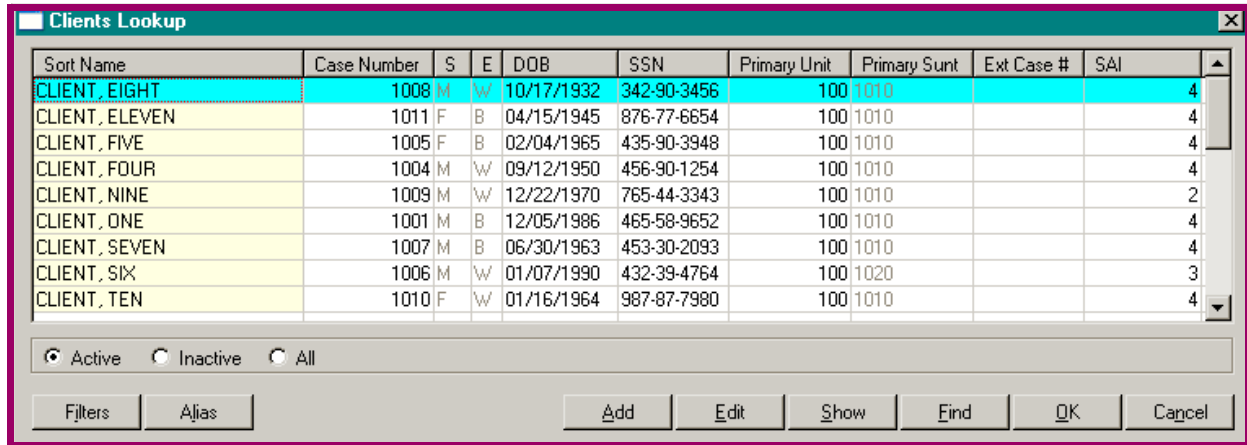 Clients Lookup
Sort Name Case Number S E DOB SSN Primary Unit Primary Sunt Ext Case # SAI
CLIENT, EIGHT 1008 M W 10/17/1932 342-90-3456 100 1010 4
CLIENT, ELEVEN 1011 F B 04/15/1945 876-77-6654 100 1010 4
CLIENT, FIVE 1005 F B 02/04/1965 435-90-3948 100 1010 4
CLIENT, FOUR 1004 M W 09/12/1950 456-90-1254 100 1010 4
CLIENT, NINE 1009 M W 12/22/1970 765-44-3343 100 1010 2
CLIENT, ONE 1001 M B 12/05/1986 465-58-9652 100 1010 4
CLIENT, SEVEN 1007 M B 06/30/1963 453-30-2093 100 1010 4
CLIENT, SIX 1006 M W 01/07/1990 432-39-4764 100 1020 3
CLIENT, TEN 1010 F W 01/16/1964 987-87-7980 100 1010 4
Active Inactive All
Filters Alias Add Edit Show Find OK Cancel